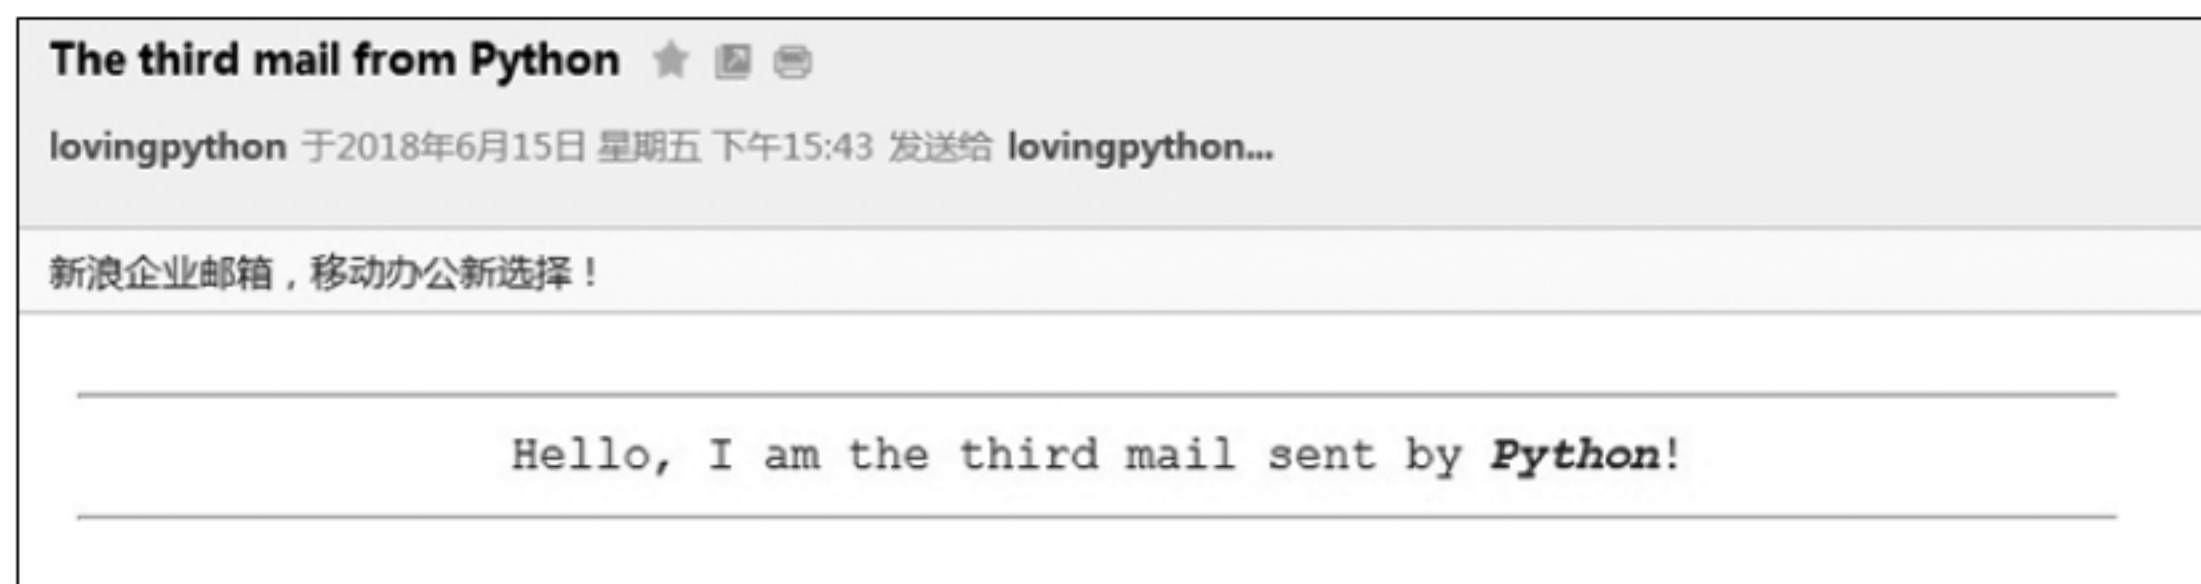 The third mail from Python
lovingpython 于2018年6月15日 星期五 下午15:43 发送给 lovingpython...
新浪企业邮箱，移动办公新选择！
Hello, I am the third mail sent by Python!